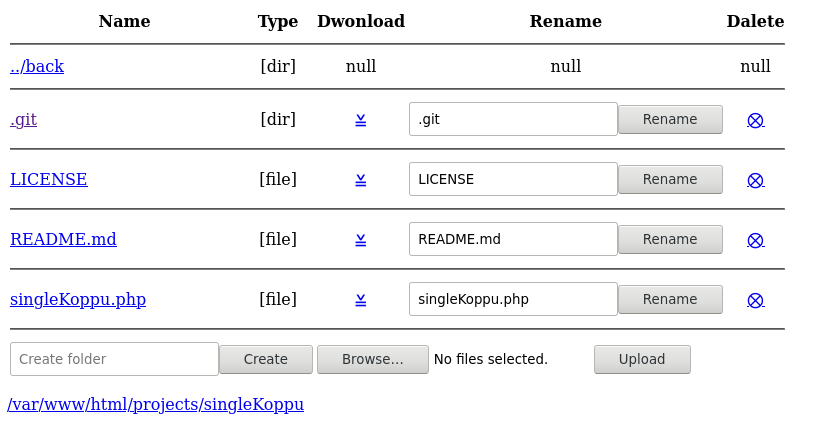 Name Type Dwonload Rename Dalete
../back [dir] null null null
.git [dir] ⊻ .git Rename ⊗
LICENSE [file] ⊻ LICENSE Rename ⊗
README.md [file] ⊻ README.md Rename ⊗
singleKoppu.php [file] ⊻ singleKoppu.php Rename ⊗
Create folder Create Browse... No files selected. Upload
/var/www/html/projects/singleKoppu